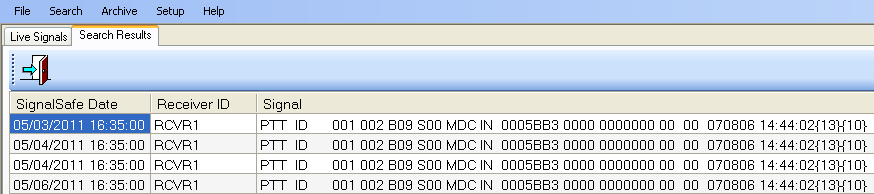 File Search Archive Setup Help
Live Signals Search Results
SignalSafe Date Receiver ID Signal
05/03/2011 16:35:00 RCVR1 PTT ID 001 002 B09 S00 MDC IN 0005BB3 0000 0000000 00 00 070806 14:44:02{13}{10}
05/04/2011 16:35:00 RCVR1 PTT ID 001 002 B09 S00 MDC IN 0005BB3 0000 0000000 00 00 070806 14:44:02{13}{10}
05/04/2011 16:35:00 RCVR1 PTT ID 001 002 B09 S00 MDC IN 0005BB3 0000 0000000 00 00 070806 14:44:02{13}{10}
05/06/2011 16:35:00 RCVR1 PTT ID 001 002 B09 S00 MDC IN 0005BB3 0000 0000000 00 00 070806 14:44:02{13}{10}